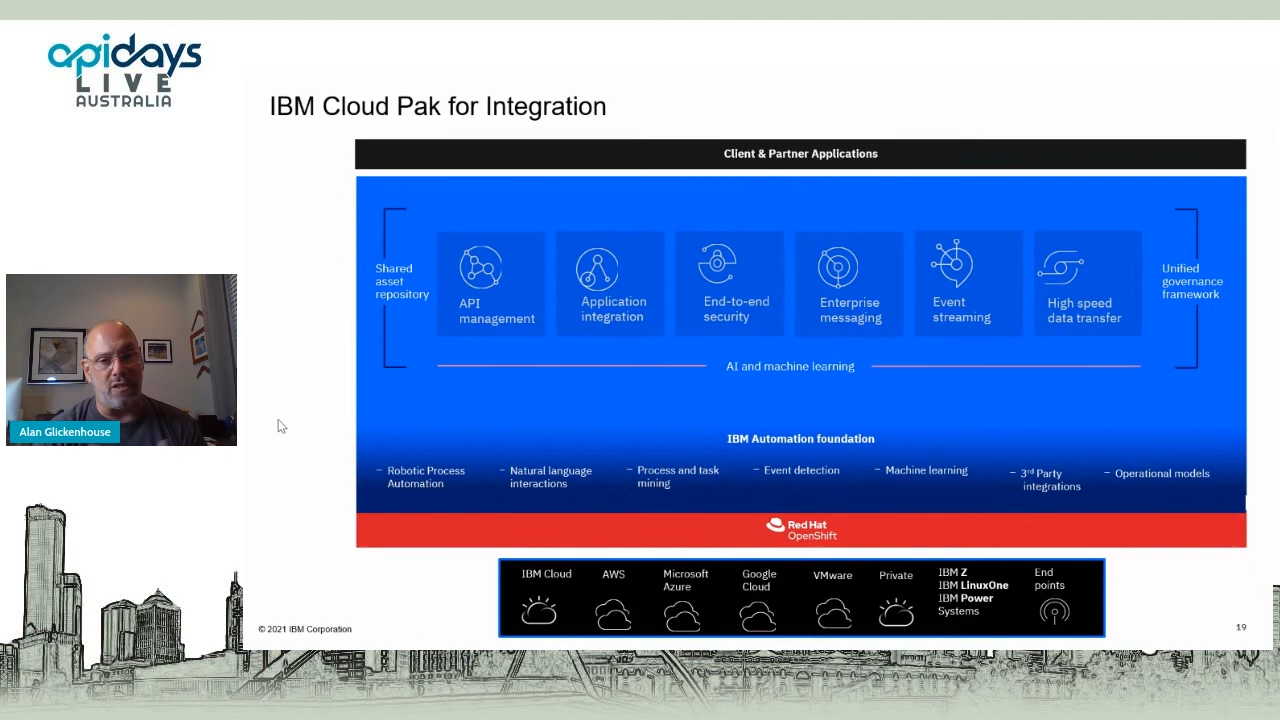 apidays
LIVE
AUSTRALIA
IBM Cloud Pak for Integration
Client & Partner Applications
Shared
asset
repository
API
management
Application
integration
End-to-end
security
Enterprise
messaging
Event
streaming
High speed
data transfer
Unified
governance
framework
AI and machine learning
Alan Glickenhouse
IBM Automation foundation
– Robotic Process
Automation
– Natural language
interactions
– Process and task
mining
– Event detection
– Machine learning
– 3rd Party
integrations
– Operational models
Red Hat
OpenShift
IBM Cloud
AWS
Microsoft
Azure
Google
Cloud
VMware
Private
IBM Z
IBM LinuxOne
IBM Power
Systems
End
points
© 2021 IBM Corporation
19